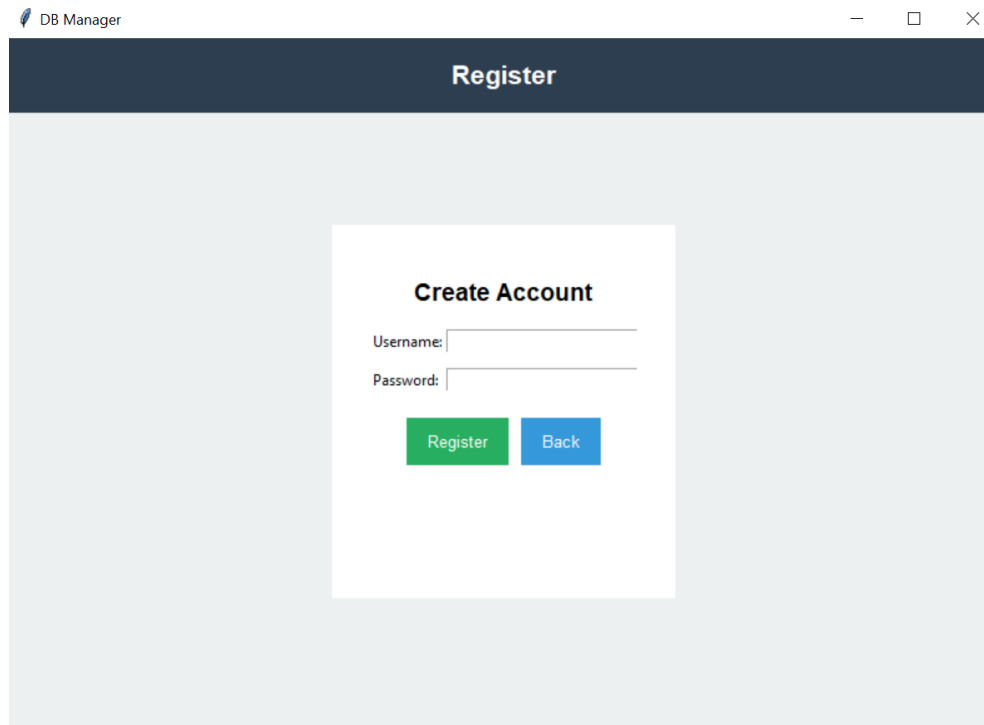 DB Manager
Register
Create Account
Username:
Password:
Register Back